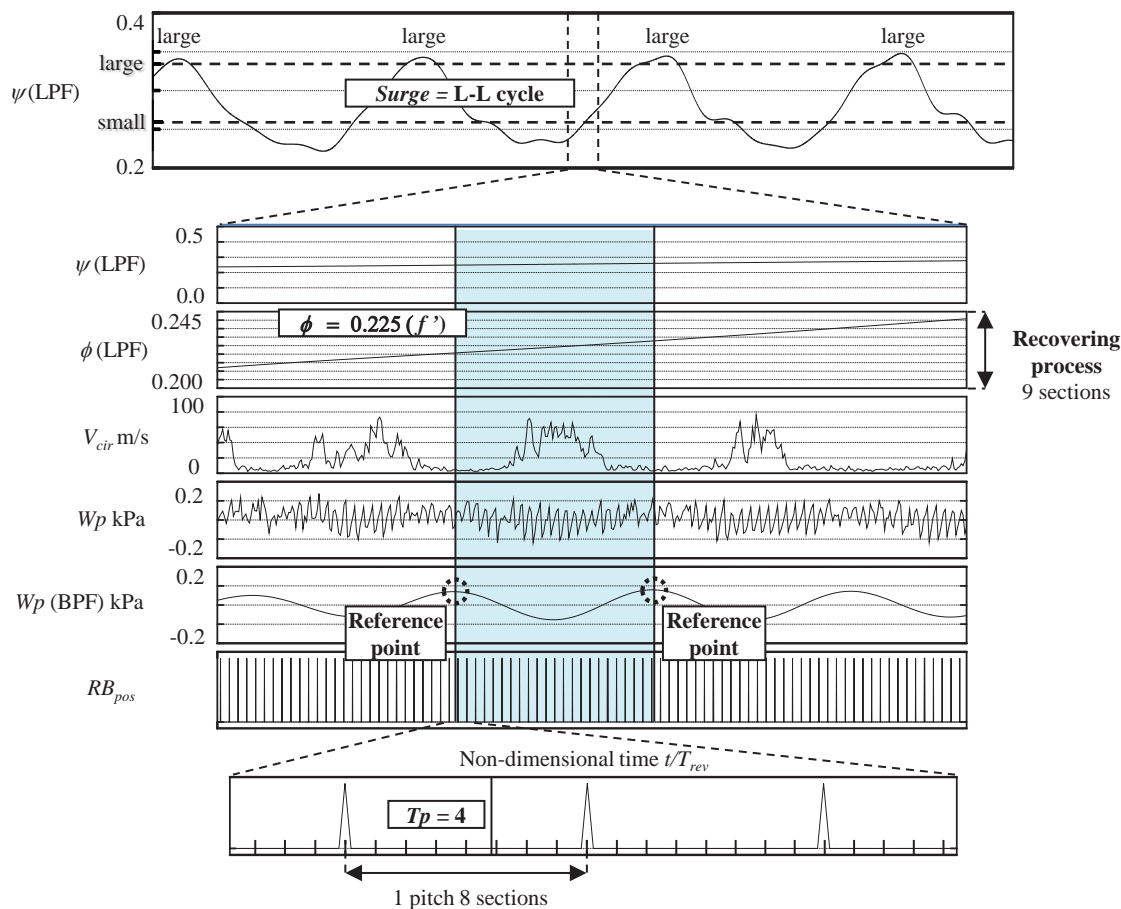 0.4
large large large large
large
ψ (LPF)
Surge = L-L cycle
small
0.2
0.5
ψ (LPF)
0.0
0.245
ϕ = 0.225 (f')
ϕ (LPF)
0.200
Recovering
process
9 sections
100
V_cir m/s
0
0.2
Wp kPa
-0.2
0.2
Wp (BPF) kPa
-0.2
Reference
point
Reference
point
RB_pos
Non-dimensional time t/T_rev
Tp = 4
1 pitch 8 sections